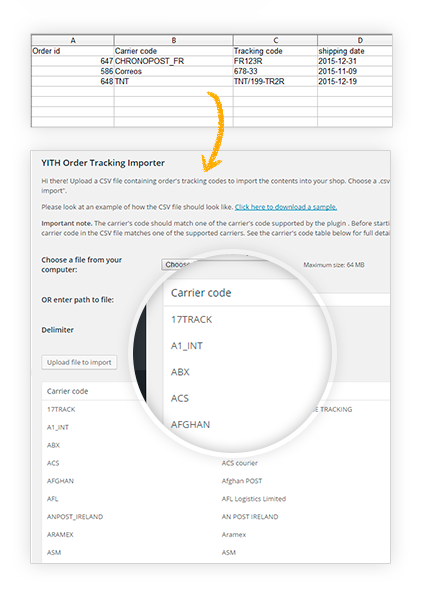 A B C D
Order id Carrier code Tracking code shipping date
647 CHRONOPOST_FR FR123R 2015-12-31
586 Correos 678-33 2015-11-09
648 TNT TNT/199-TR2R 2015-12-19
YITH Order Tracking Importer
Hi there! Upload a CSV file containing order's tracking codes to import the contents into your shop. Choose a .csv
import".
Please look at an example of how the CSV file should look like. Click here to download a sample.
Important note. The carrier's code should match one of the carrier's code supported by the plugin . Before starti
carrier code in the CSV file matches one of the supported carriers. See the carrier's code table below for full detai
Choose a file from your
computer:
Maximum size: 64 MB
OR enter path to file:
Delimiter
Upload file to import
Carrier code
17TRACK
A1_INT
ABX
ACS
AFGHAN
Carrier code
17TRACK TRACKING
A1_INT
ABX
ACS ACS courier
AFGHAN Afghan POST
AFL AFL Logistics Limited
ANPOST_IRELAND AN POST IRELAND
ARAMEX Aramex
ASM ASM